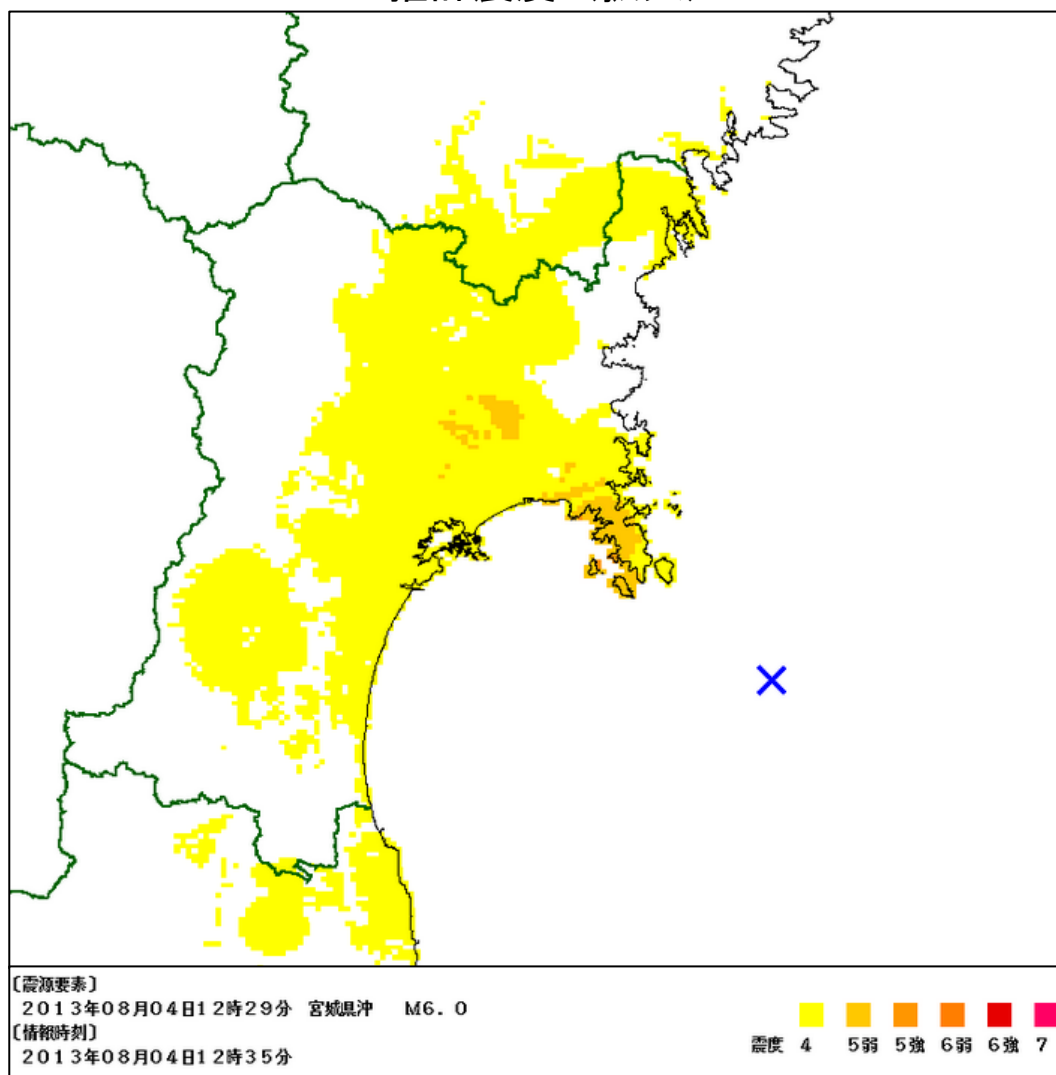 〔震源要素〕
2013年08月04日12時29分 宮城県沖 M6.0
〔情報時刻〕
2013年08月04日12時35分
震度 4 5弱 5強 6弱 6強 7